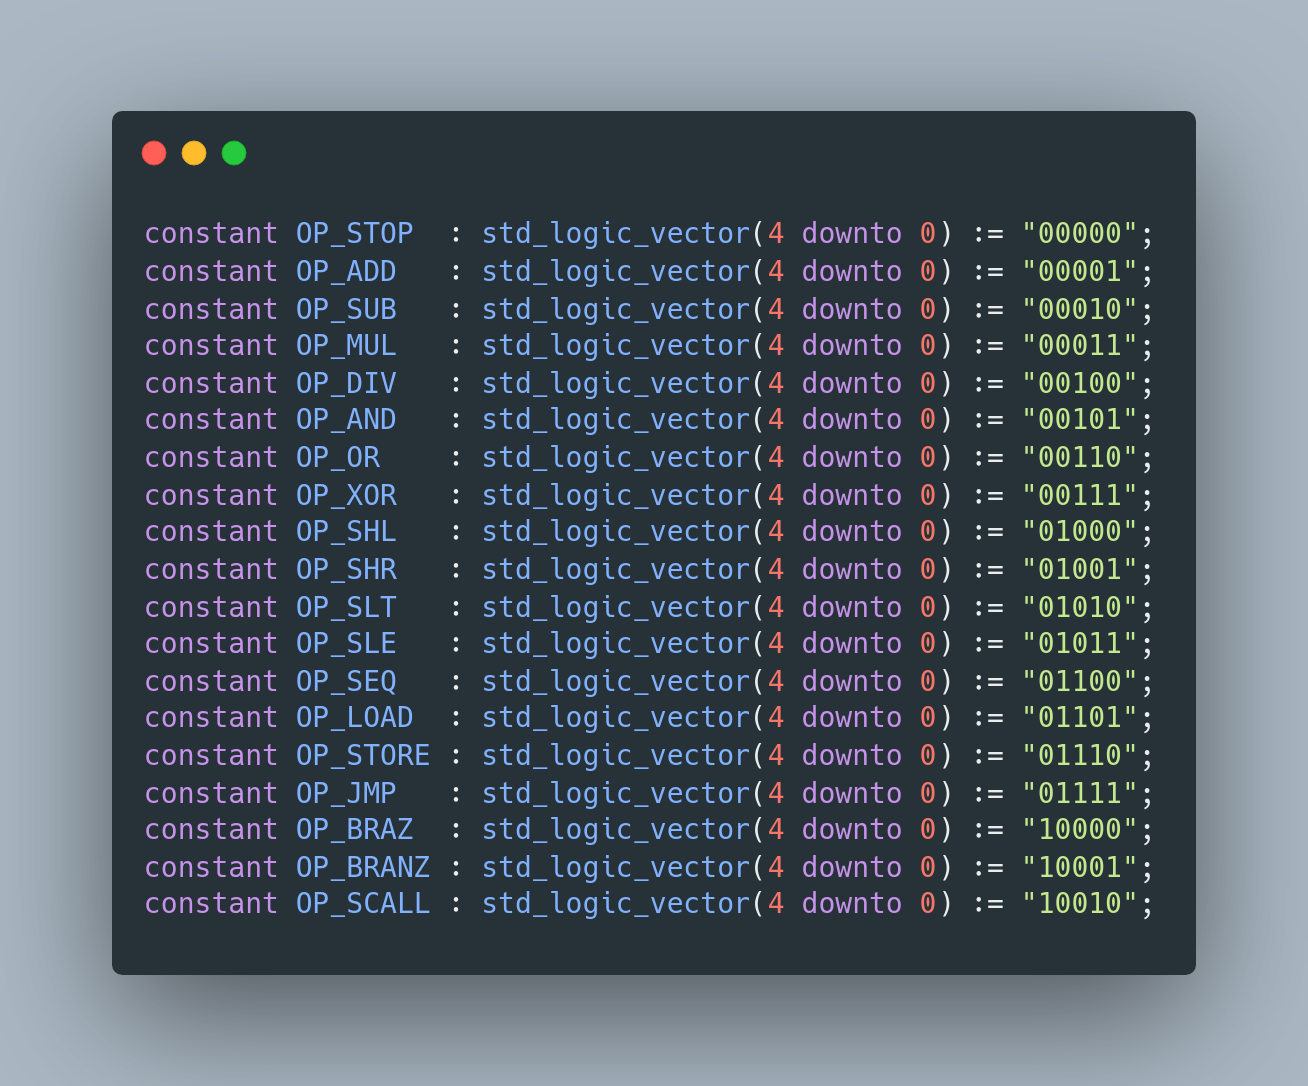 constant OP_STOP  : std_logic_vector(4 downto 0) := "00000";
constant OP_ADD   : std_logic_vector(4 downto 0) := "00001";
constant OP_SUB   : std_logic_vector(4 downto 0) := "00010";
constant OP_MUL   : std_logic_vector(4 downto 0) := "00011";
constant OP_DIV   : std_logic_vector(4 downto 0) := "00100";
constant OP_AND   : std_logic_vector(4 downto 0) := "00101";
constant OP_OR    : std_logic_vector(4 downto 0) := "00110";
constant OP_XOR   : std_logic_vector(4 downto 0) := "00111";
constant OP_SHL   : std_logic_vector(4 downto 0) := "01000";
constant OP_SHR   : std_logic_vector(4 downto 0) := "01001";
constant OP_SLT   : std_logic_vector(4 downto 0) := "01010";
constant OP_SLE   : std_logic_vector(4 downto 0) := "01011";
constant OP_SEQ   : std_logic_vector(4 downto 0) := "01100";
constant OP_LOAD  : std_logic_vector(4 downto 0) := "01101";
constant OP_STORE : std_logic_vector(4 downto 0) := "01110";
constant OP_JMP   : std_logic_vector(4 downto 0) := "01111";
constant OP_BRAZ  : std_logic_vector(4 downto 0) := "10000";
constant OP_BRANZ : std_logic_vector(4 downto 0) := "10001";
constant OP_SCALL : std_logic_vector(4 downto 0) := "10010";